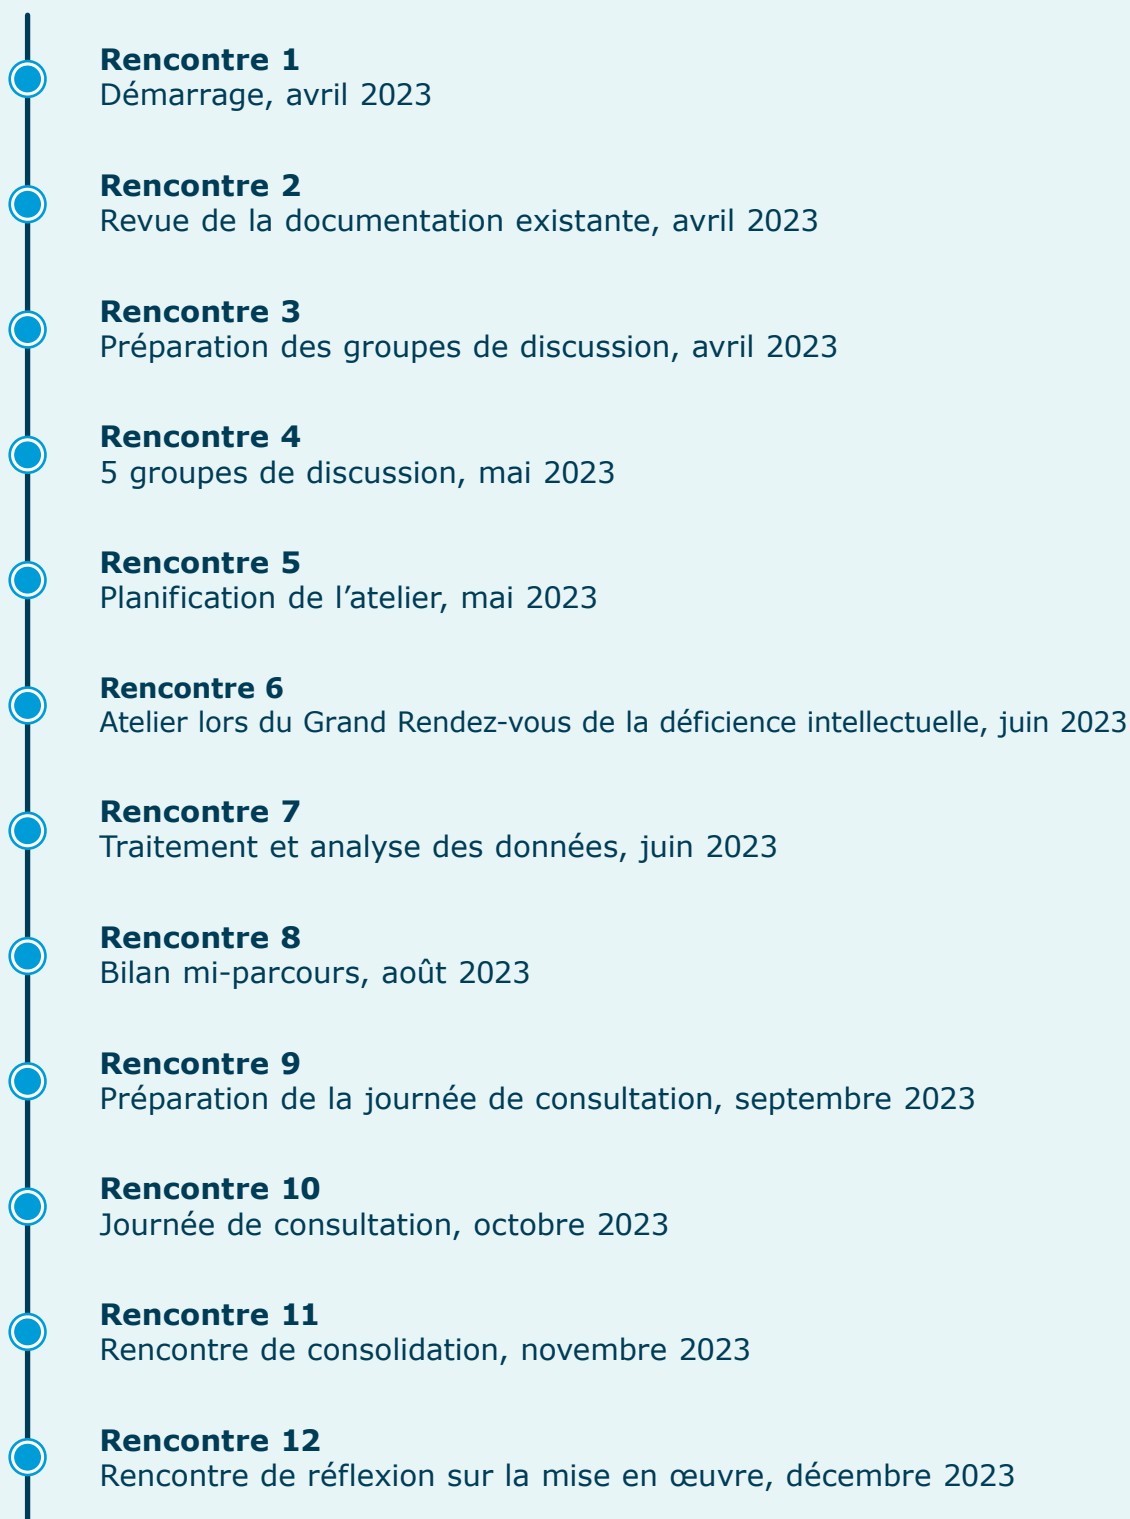 Rencontre 1
Démarrage, avril 2023
Rencontre 2
Revue de la documentation existante, avril 2023
Rencontre 3
Préparation des groupes de discussion, avril 2023
Rencontre 4
5 groupes de discussion, mai 2023
Rencontre 5
Planification de l’atelier, mai 2023
Rencontre 6
Atelier lors du Grand Rendez-vous de la déficience intellectuelle, juin 2023
Rencontre 7
Traitement et analyse des données, juin 2023
Rencontre 8
Bilan mi-parcours, août 2023
Rencontre 9
Préparation de la journée de consultation, septembre 2023
Rencontre 10
Journée de consultation, octobre 2023
Rencontre 11
Rencontre de consolidation, novembre 2023
Rencontre 12
Rencontre de réflexion sur la mise en œuvre, décembre 2023